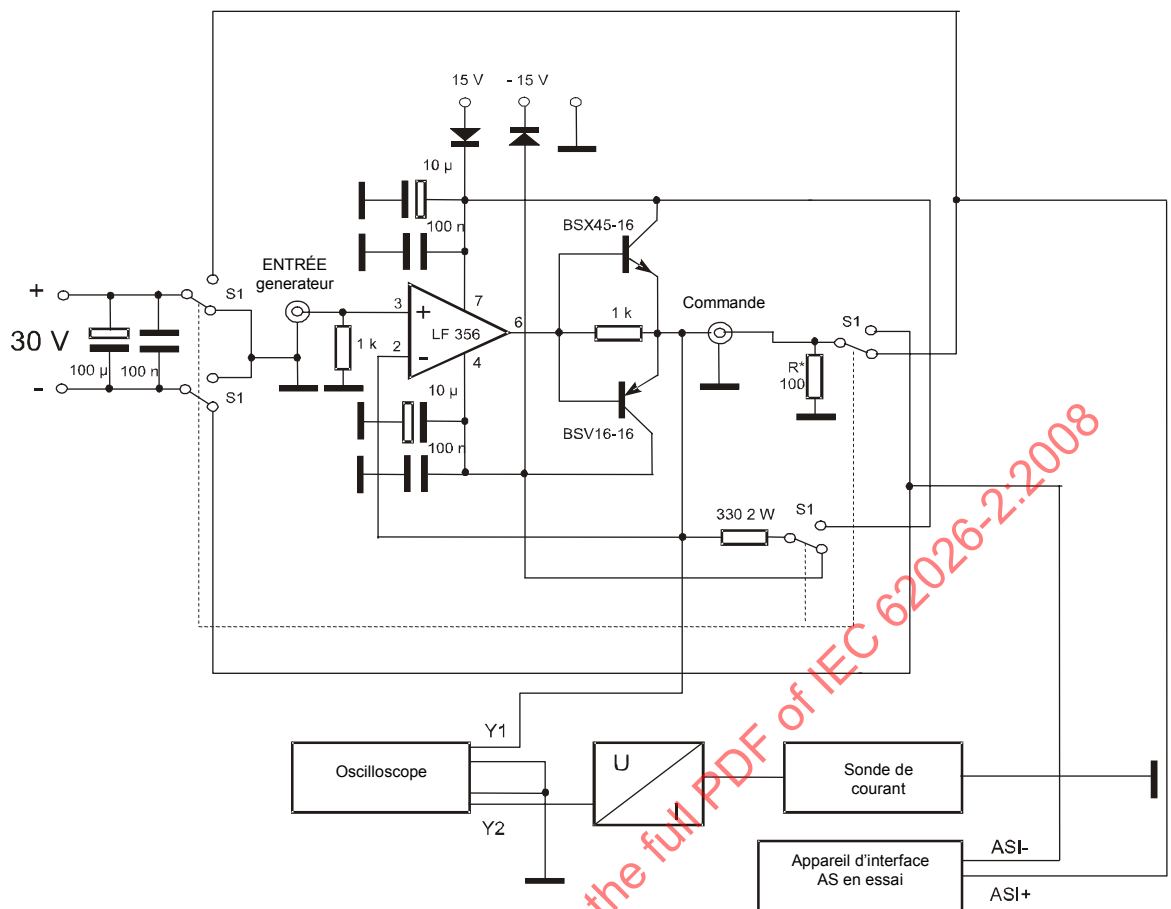 15 V
- 15 V
10 µ
100 n
BSX45-16
ENTRÉE
generateur
S1
+
30 V
-
100 µ
100 n
S1
3
+
7
LF 356
6
2
-
4
1 k
1 k
Commande
S1
R*
100
10 µ
100 n
BSV16-16
330 2 W
S1
Y1
Oscilloscope
Y2
U
I
Sonde de
courant
ASI-
Appareil d'interface
AS en essai
ASI+
the full PDF of IEC 62026-2:2008